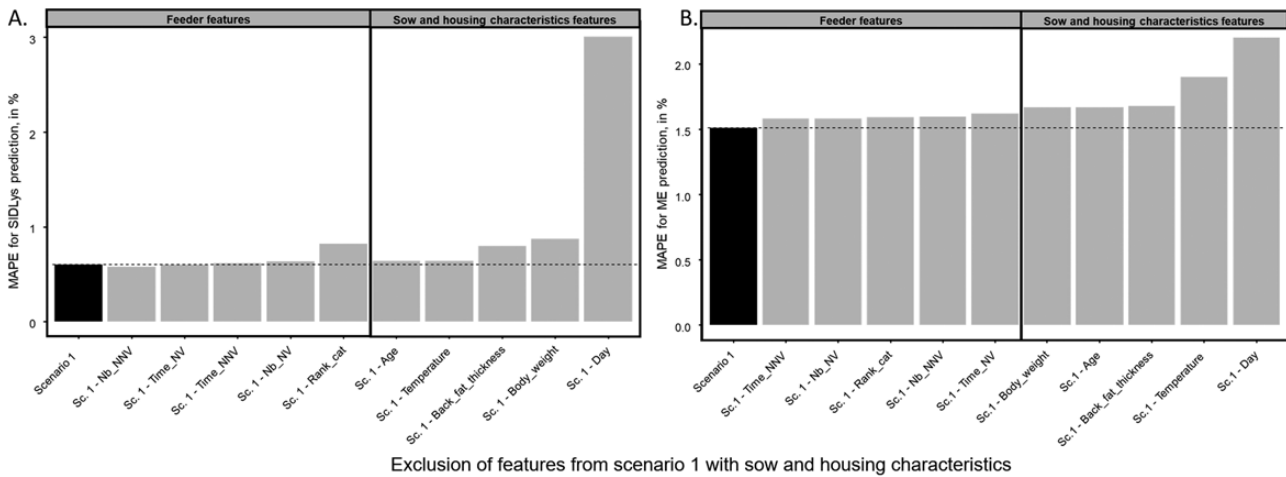 A.
Feeder features
Sow and housing characteristics features
MAPE for SIDLys prediction, in %
3
2
1
0
Scenario 1
Sc. 1 - Nb_NNV
Sc. 1 - Time_NV
Sc. 1 - Time_NNV
Sc. 1 - Nb_NV
Sc. 1 - Rank_cat
Sc. 1 - Age
Sc. 1 - Temperature
Sc. 1 - Back_fat_thickness
Sc. 1 - Body_weight
Sc. 1 - Day
B.
Feeder features
Sow and housing characteristics features
MAPE for ME prediction, in %
2.0
1.5
1.0
0.5
0.0
Scenario 1
Sc. 1 - Time_NNV
Sc. 1 - Nb_NV
Sc. 1 - Rank_cat
Sc. 1 - Nb_NNV
Sc. 1 - Time_NV
Sc. 1 - Body_weight
Sc. 1 - Age
Sc. 1 - Back_fat_thickness
Sc. 1 - Temperature
Sc. 1 - Day
Exclusion of features from scenario 1 with sow and housing characteristics